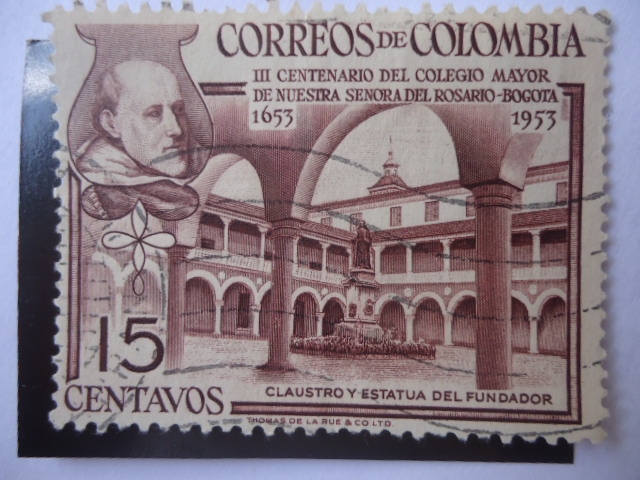 CORREOS DE COLOMBIA
III CENTENARIO DEL COLEGIO MAYOR
DE NUESTRA SENORA DEL ROSARIO-BOGOTA
1653 1953
15
CENTAVOS
CLAUSTRO Y ESTATUA DEL FUNDADOR
THOMAS DE LA RUE & CO. LTD.